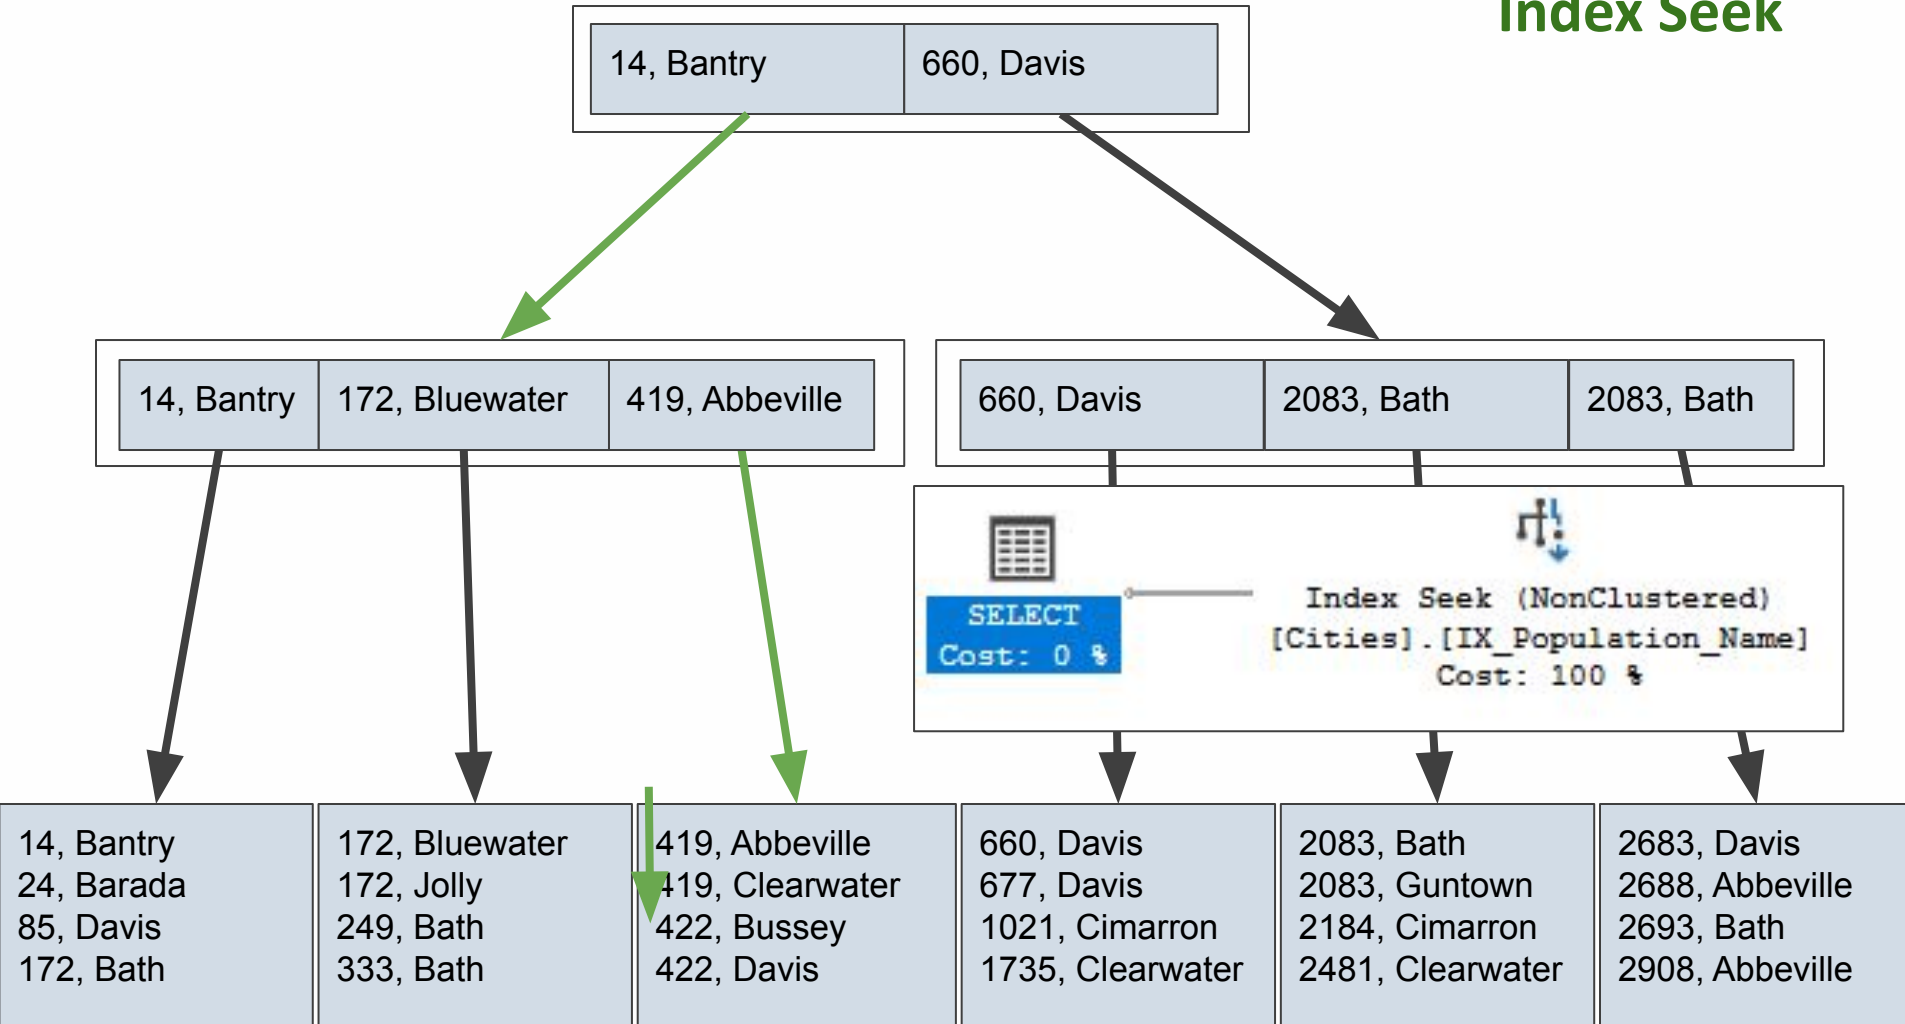 Index Seek
14, Bantry
660, Davis
14, Bantry
172, Bluewater
419, Abbeville
660, Davis
2083, Bath
2083, Bath
SELECT
Cost: 0 %
Index Seek (NonClustered)
[Cities].[IX_Population_Name]
Cost: 100 %
14, Bantry
24, Barada
85, Davis
172, Bath
172, Bluewater
172, Jolly
249, Bath
333, Bath
419, Abbeville
419, Clearwater
422, Bussey
422, Davis
660, Davis
677, Davis
1021, Cimarron
1735, Clearwater
2083, Bath
2083, Guntown
2184, Cimarron
2481, Clearwater
2683, Davis
2688, Abbeville
2693, Bath
2908, Abbeville